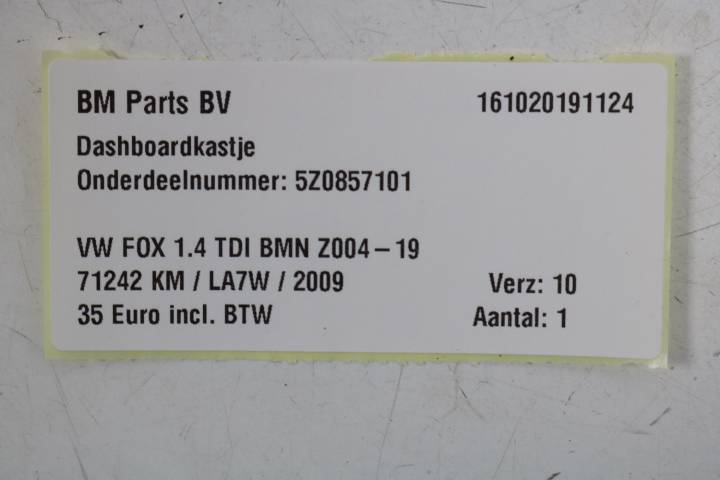 BM Parts BV 161020191124
Dashboardkastje
Onderdeelnummer: 5Z0857101
VW FOX 1.4 TDI BMN Z004-19
71242 KM / LA7W / 2009 Verz: 10
35 Euro incl. BTW Aantal: 1